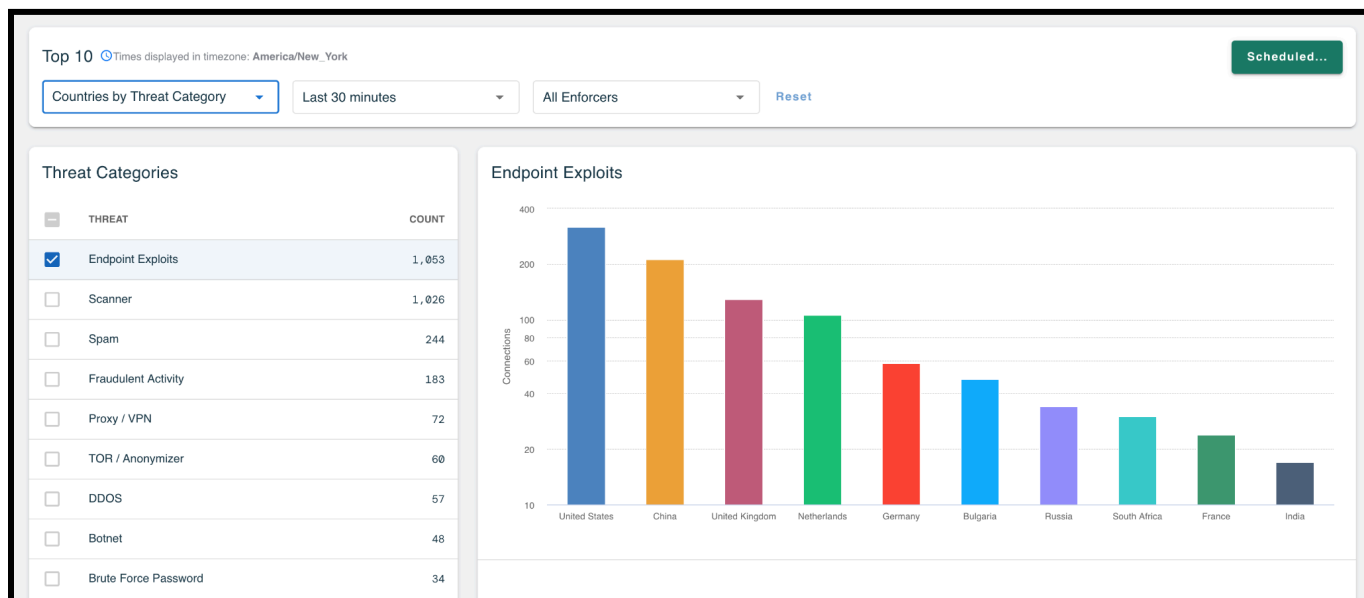 Top 10 Times displayed in timezone: America/New_York
Scheduled...
Countries by Threat Category
Last 30 minutes
All Enforcers
Reset
Threat Categories
THREAT COUNT
Endpoint Exploits 1,053
Scanner 1,026
Spam 244
Fraudulent Activity 183
Proxy / VPN 72
TOR / Anonymizer 60
DDOS 57
Botnet 48
Brute Force Password 34
Endpoint Exploits
Connections
400
200
100
80
60
40
20
10
United States China United Kingdom Netherlands Germany Bulgaria Russia South Africa France India